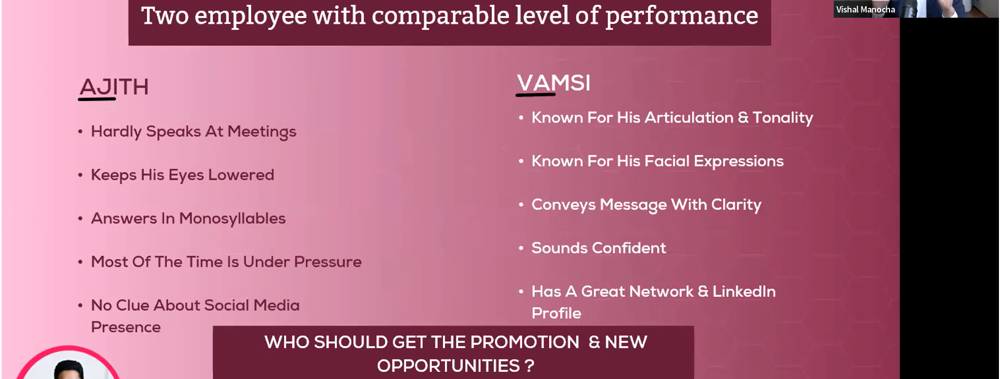 Two employee with comparable level of performance
Vishal Manocha
AJITH
• Hardly Speaks At Meetings
• Keeps His Eyes Lowered
• Answers In Monosyllables
• Most Of The Time Is Under Pressure
• No Clue About Social Media
Presence
VAMSI
• Known For His Articulation & Tonality
• Known For His Facial Expressions
• Conveys Message With Clarity
• Sounds Confident
• Has A Great Network & LinkedIn
Profile
WHO SHOULD GET THE PROMOTION & NEW
OPPORTUNITIES ?